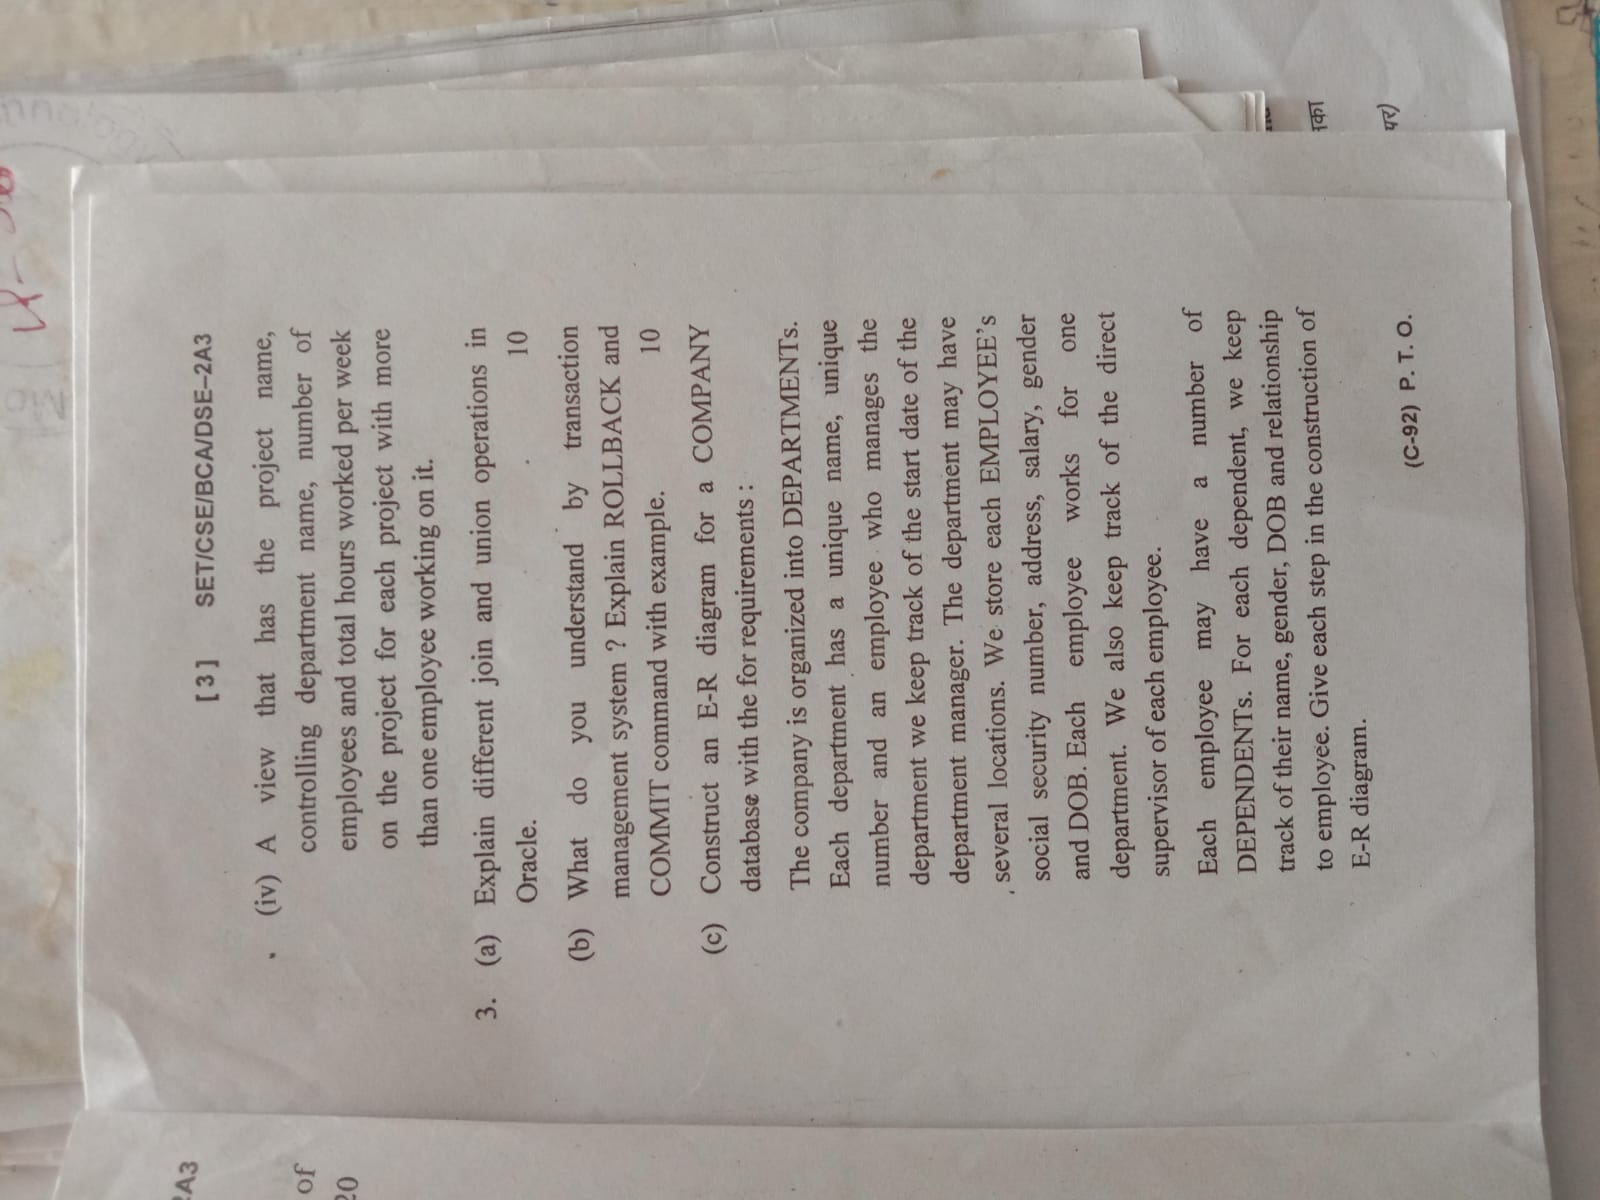 2A3
of
20
[ 3 ] SET/CSE/BCA/DSE–2A3
(iv) A view that has the project name,
controlling department name, number of
employees and total hours worked per week
on the project for each project with more
than one employee working on it.
3. (a) Explain different join and union operations in
Oracle. 10
(b) What do you understand by transaction
management system ? Explain ROLLBACK and
COMMIT command with example. 10
(c) Construct an E-R diagram for a COMPANY
database with the for requirements :
The company is organized into DEPARTMENTs.
Each department has a unique name, unique
number and an employee who manages the
department we keep track of the start date of the
department manager. The department may have
several locations. We store each EMPLOYEE's
social security number, address, salary, gender
and DOB. Each employee works for one
department. We also keep track of the direct
supervisor of each employee.
Each employee may have a number of
DEPENDENTs. For each dependent, we keep
track of their name, gender, DOB and relationship
to employee. Give each step in the construction of
E-R diagram.
(C-92) P. T. O.
पर)